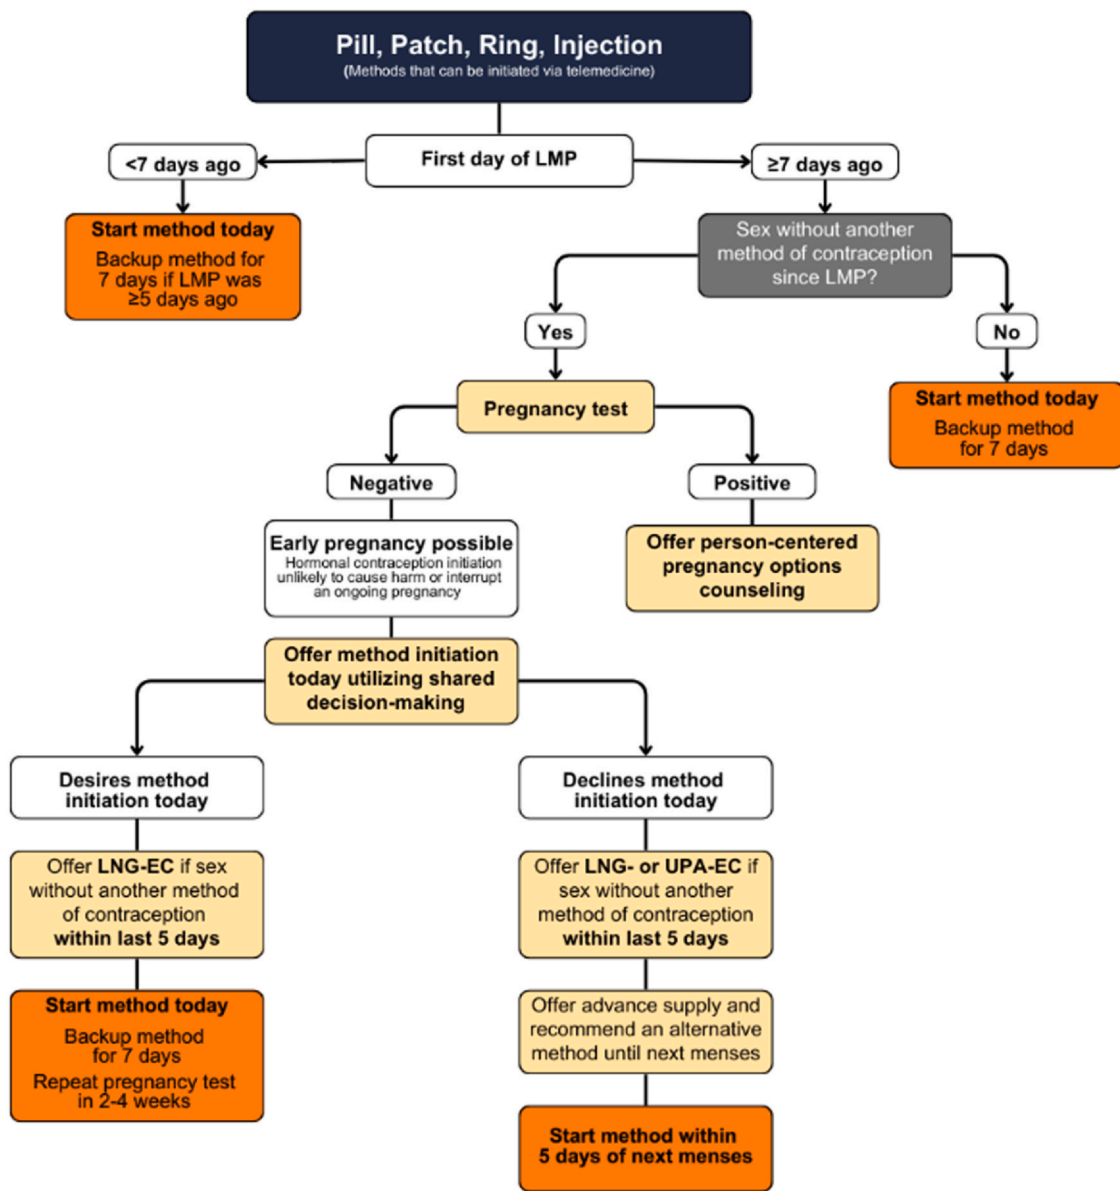 Pill, Patch, Ring, Injection
(Methods that can be initiated via telemedicine)
<7 days ago
First day of LMP
≥7 days ago
Start method today
Backup method for
7 days if LMP was
≥5 days ago
Sex without another
method of contraception
since LMP?
Yes
No
Pregnancy test
Start method today
Backup method
for 7 days
Negative
Positive
Early pregnancy possible
Hormonal contraception initiation
unlikely to cause harm or interrupt
an ongoing pregnancy
Offer person-centered
pregnancy options
counseling
Offer method initiation
today utilizing shared
decision-making
Desires method
initiation today
Declines method
initiation today
Offer LNG-EC if sex
without another method
of contraception
within last 5 days
Offer LNG- or UPA-EC if
sex without another
method of contraception
within last 5 days
Start method today
Backup method
for 7 days
Repeat pregnancy test
in 2-4 weeks
Offer advance supply and
recommend an alternative
method until next menses
Start method within
5 days of next menses